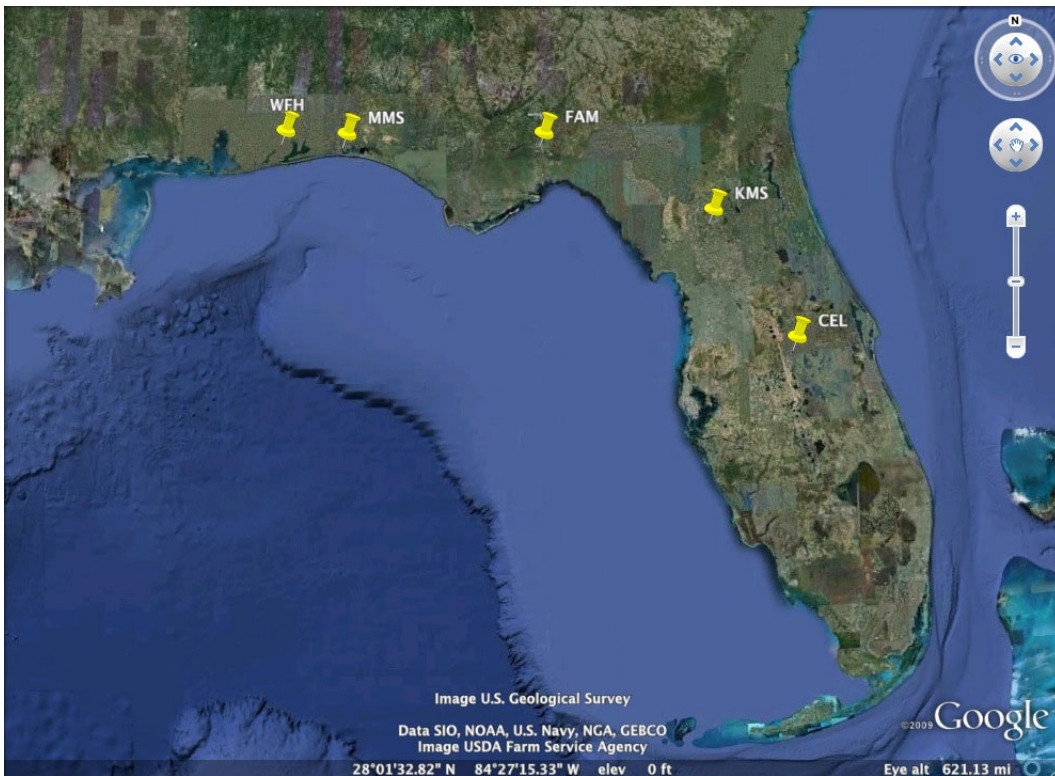 N
WFH
MMS
FAM
KMS
CEL
Image U.S. Geological Survey
Data SIO, NOAA, U.S. Navy, NGA, GEBCO
Image USDA Farm Service Agency
©2009 Google
28°01'32.82" N 84°27'15.33" W elev 0 ft Eye alt 621.13 mi